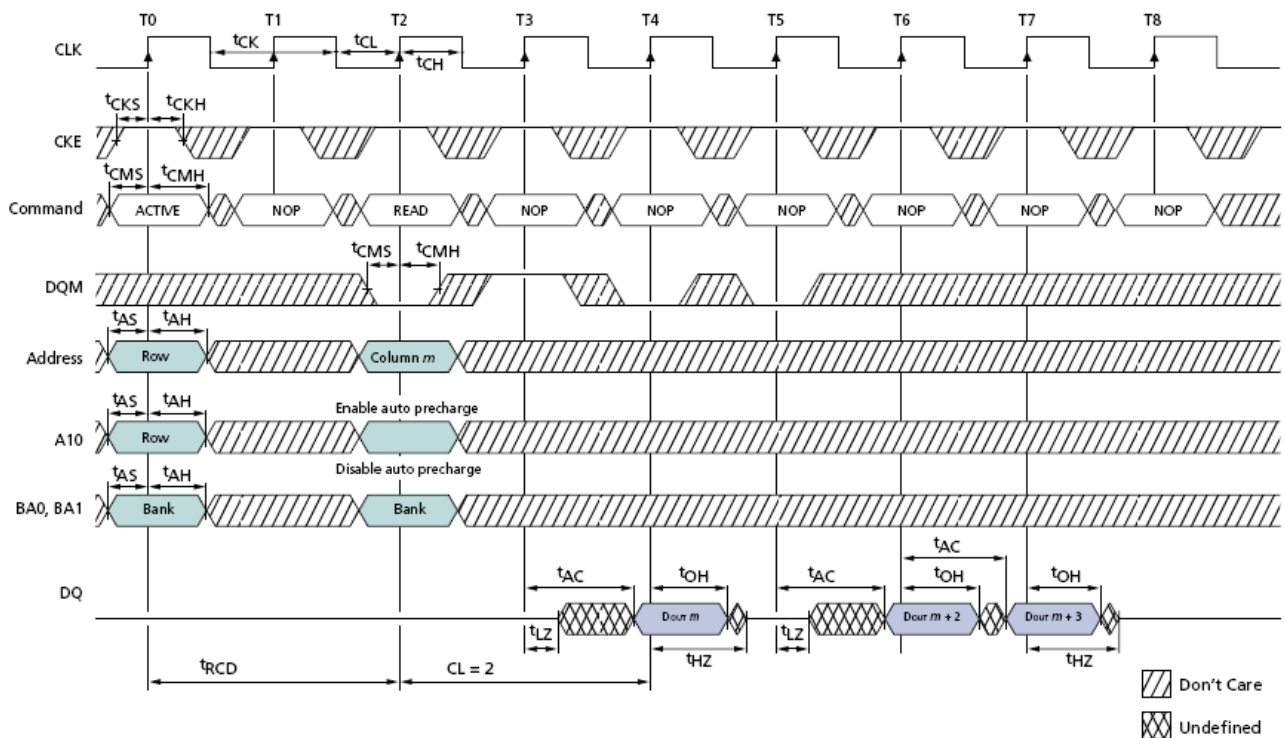 T0 T1 T2 T3 T4 T5 T6 T7 T8
CLK tCK tCL tCH
tCKS tCKH
CKE
tCMS tCMH
Command ACTIVE NOP READ NOP NOP NOP NOP NOP NOP
tCMS tCMH
DQM
tAS tAH
Address Row Column m
tAS tAH Enable auto precharge
A10 Row
tAS tAH Disable auto precharge
BA0, BA1 Bank Bank
tAC
tAC tOH tAC tOH tOH
DQ
DOUT m DOUT m + 2 DOUT m + 3
tLZ tHZ tLZ tHZ
tRCD CL = 2
Don't Care
Undefined